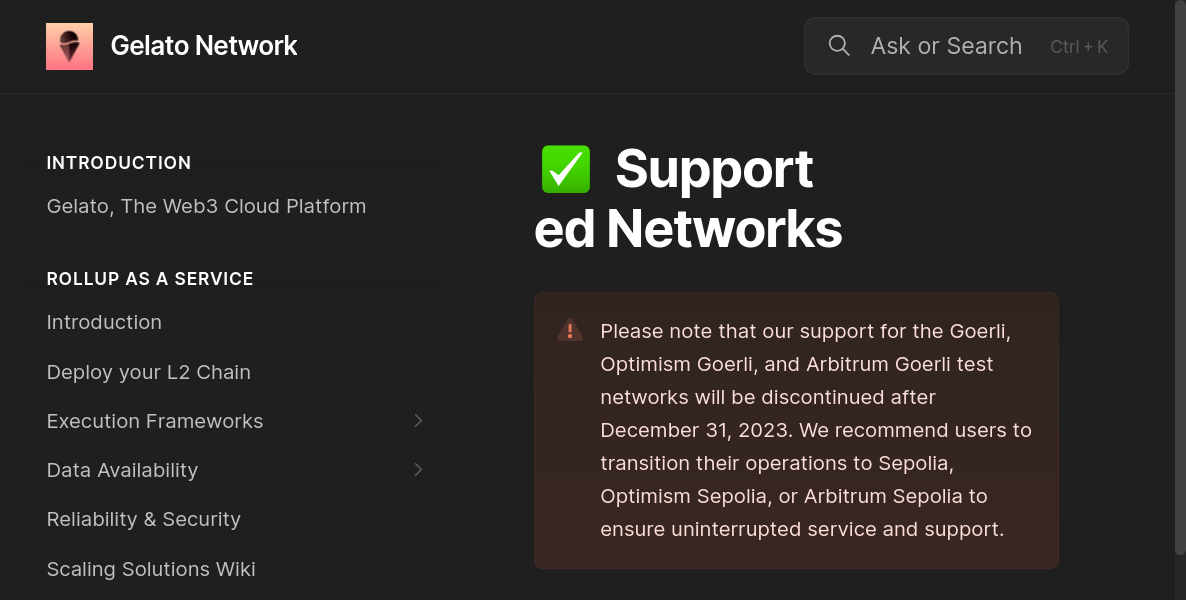 Gelato Network
Ask or Search
Ctrl + K
INTRODUCTION
Gelato, The Web3 Cloud Platform
ROLLUP AS A SERVICE
Introduction
Deploy your L2 Chain
Execution Frameworks
Data Availability
Reliability & Security
Scaling Solutions Wiki
✅ Support
ed Networks
Please note that our support for the Goerli,
Optimism Goerli, and Arbitrum Goerli test
networks will be discontinued after
December 31, 2023. We recommend users to
transition their operations to Sepolia,
Optimism Sepolia, or Arbitrum Sepolia to
ensure uninterrupted service and support.